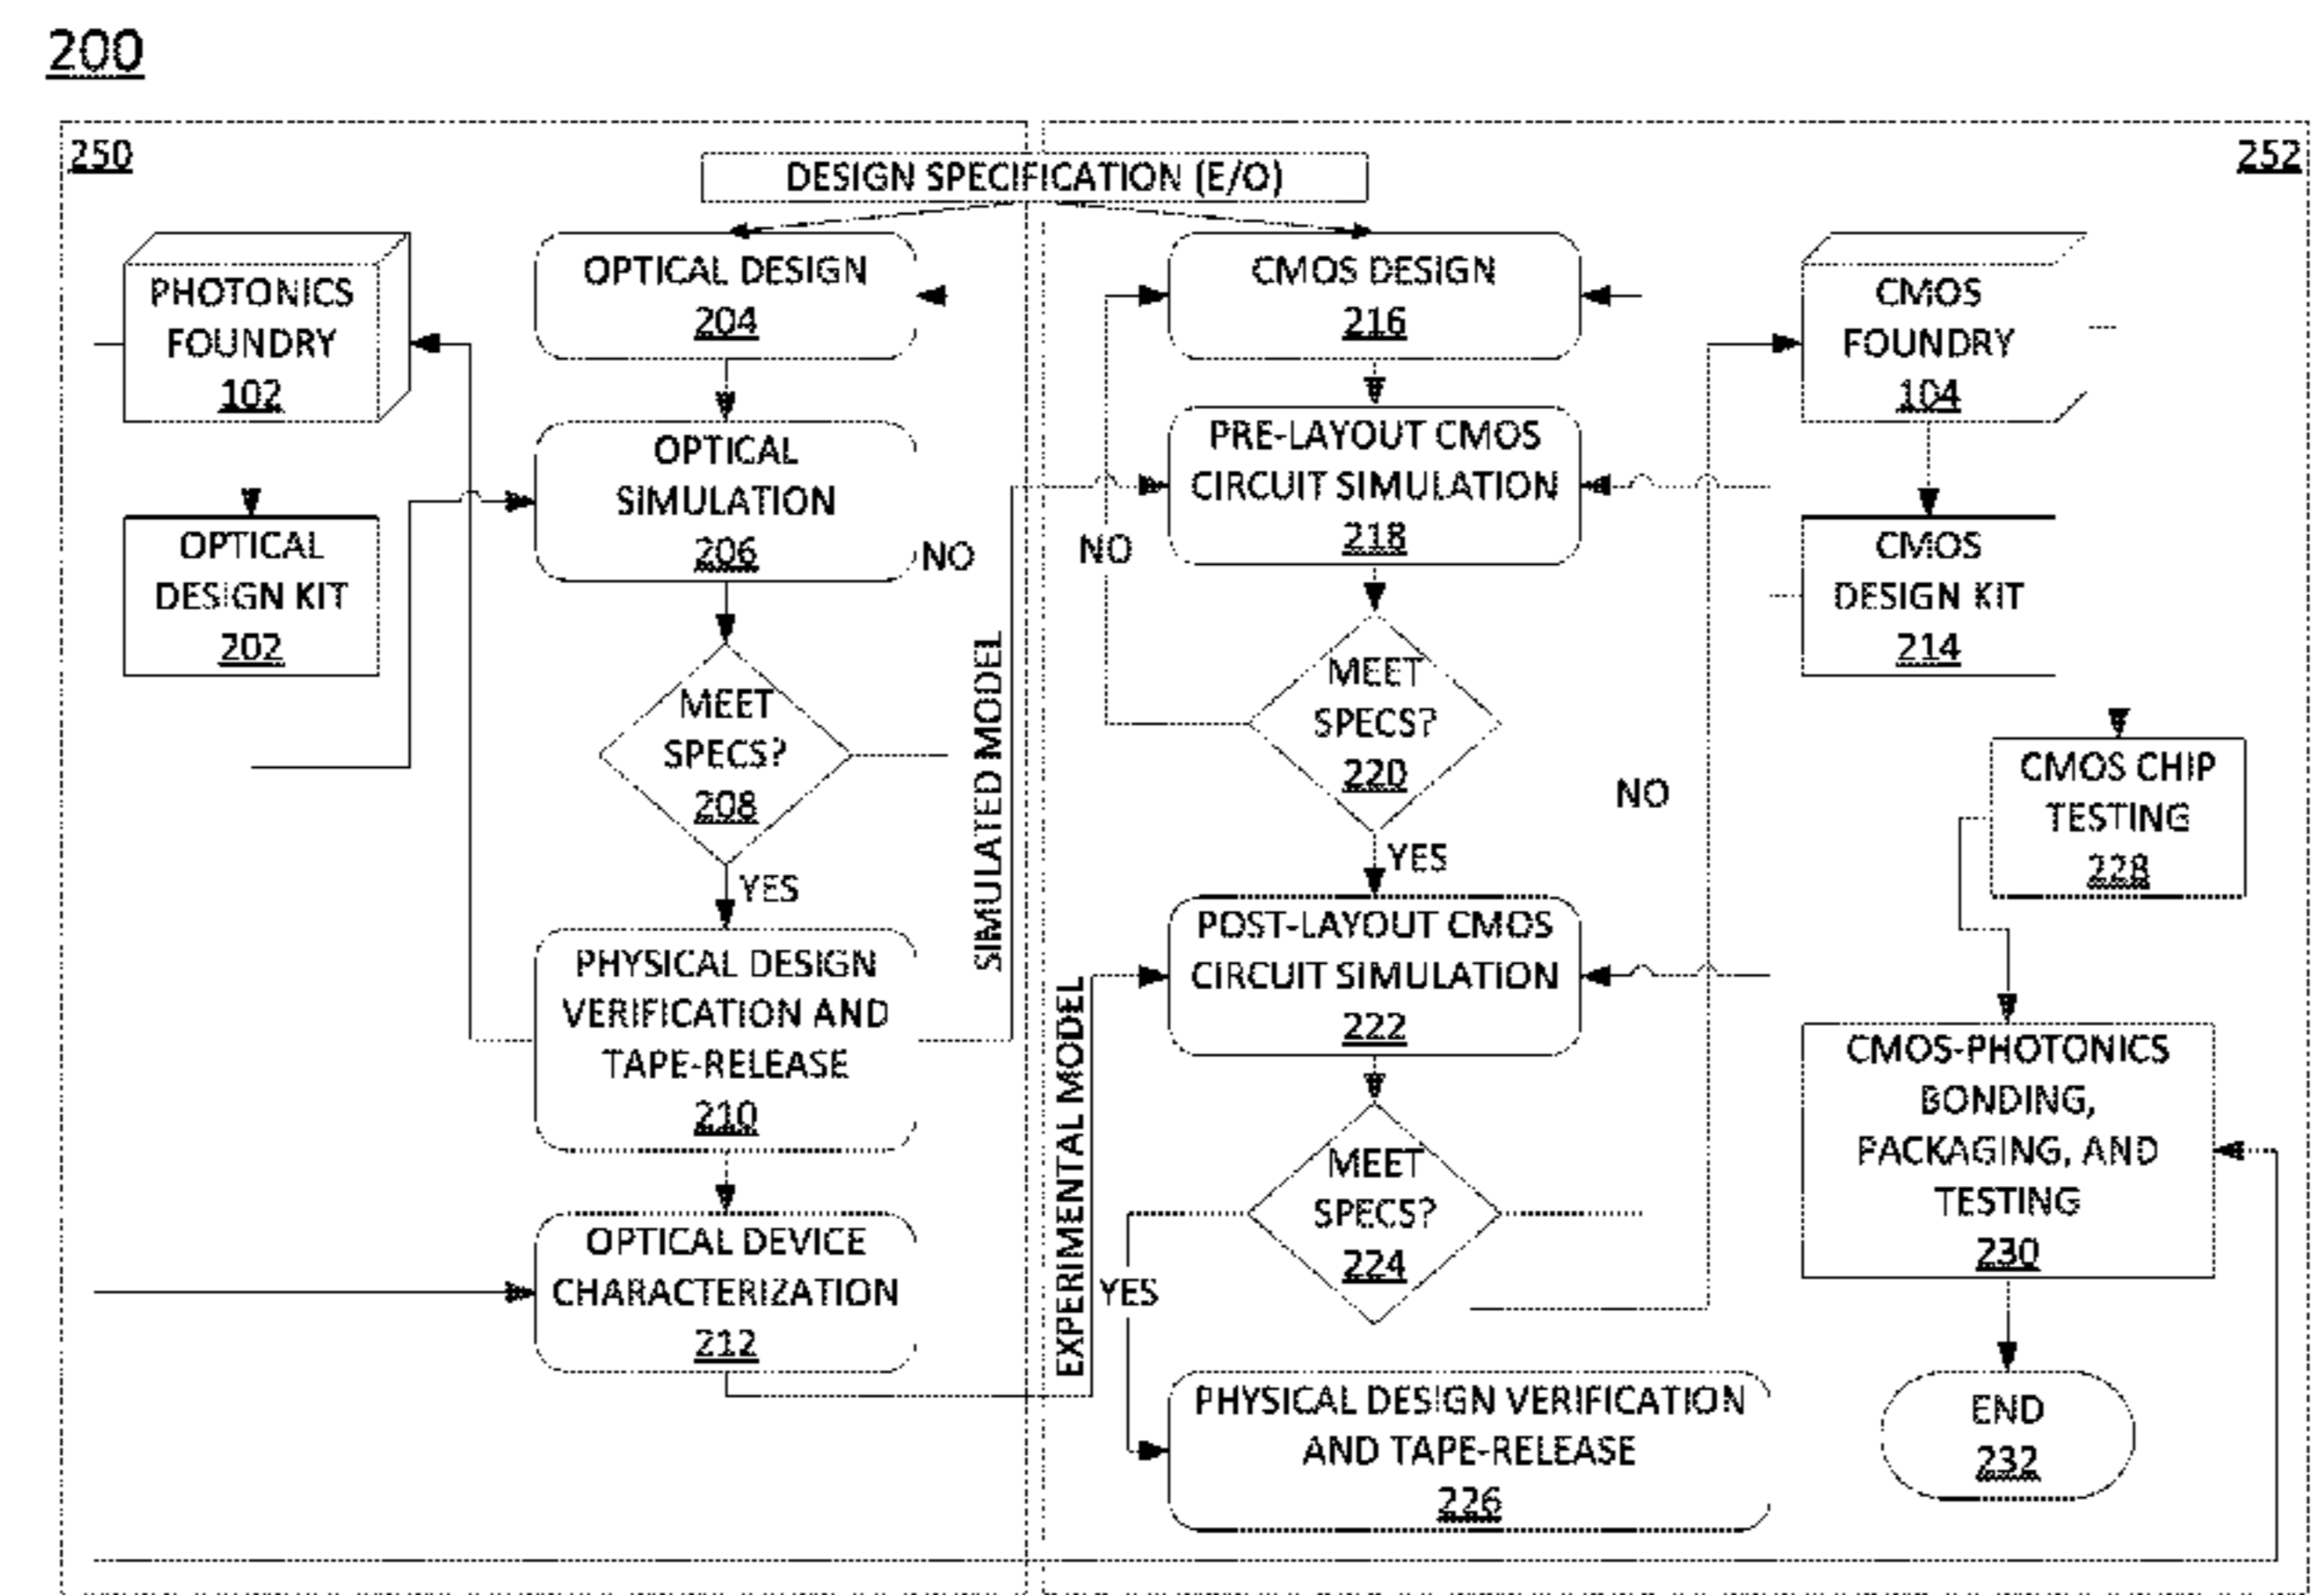 200
250
252
DESIGN SPECIFICATION (E/O)
PHOTONICS
FOUNDRY
102
OPTICAL DESIGN
204
CMOS DESIGN
216
CMOS
FOUNDRY
104
OPTICAL
SIMULATION
206
NO
NO
PRE-LAYOUT CMOS
CIRCUIT SIMULATION
218
OPTICAL
DESIGN KIT
202
CMOS
DESIGN KIT
214
MEET
SPECS?
208
YES
SIMULATED MODEL
MEET
SPECS?
220
YES
NO
CMOS CHIP
TESTING
228
PHYSICAL DESIGN
VERIFICATION AND
TAPE-RELEASE
210
EXPERIMENTAL MODEL
POST-LAYOUT CMOS
CIRCUIT SIMULATION
222
CMOS-PHOTONICS
BONDING,
PACKAGING, AND
TESTING
230
OPTICAL DEVICE
CHARACTERIZATION
212
MEET
SPECS?
224
YES
PHYSICAL DESIGN VERIFICATION
AND TAPE-RELEASE
226
END
232